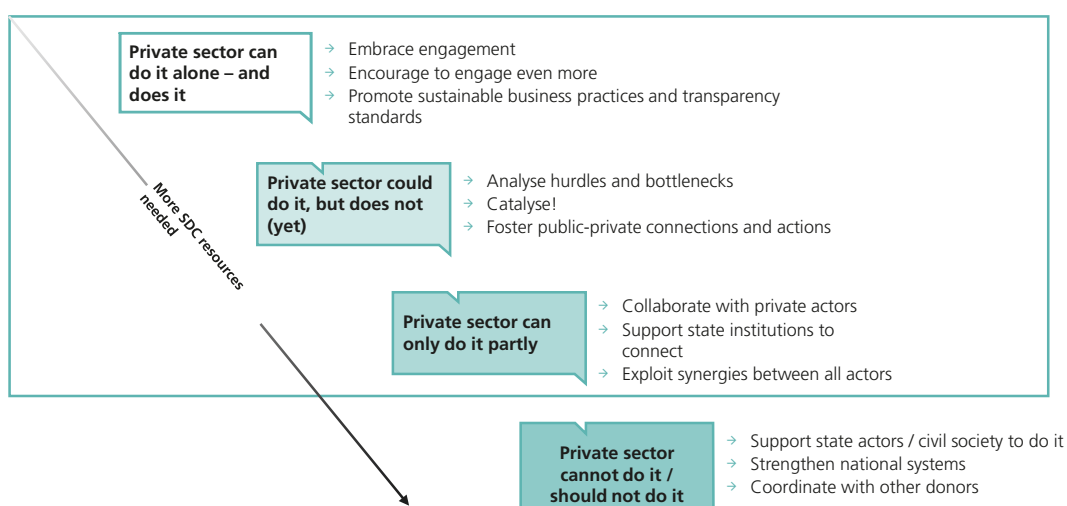 Private sector can
do it alone – and
does it
→ Embrace engagement
→ Encourage to engage even more
→ Promote sustainable business practices and transparency
standards
Private sector could
do it, but does not
(yet)
→ Analyse hurdles and bottlenecks
→ Catalyse!
→ Foster public-private connections and actions
More SDC resources
needed
Private sector can
only do it partly
→ Collaborate with private actors
→ Support state institutions to
connect
→ Exploit synergies between all actors
Private sector
cannot do it /
should not do it
→ Support state actors / civil society to do it
→ Strengthen national systems
→ Coordinate with other donors